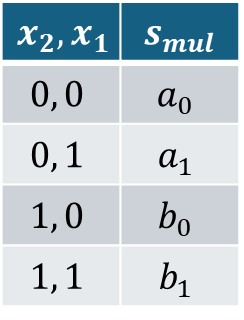 x₂, x₁ s_mul
0, 0 a₀
0, 1 a₁
1, 0 b₀
1, 1 b₁